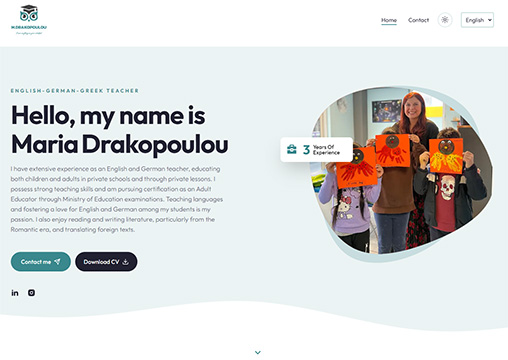 M.DRAKOPOULOU
Home
Contact
English
ENGLISH-GERMAN-GREEK TEACHER
Hello, my name is
Maria Drakopoulou
I have extensive experience as an English and German teacher, educating
both children and adults in private schools and through private lessons. I
possess strong teaching skills and am pursuing certification as an Adult
Educator through Ministry of Education examinations. Teaching languages
and fostering a love for English and German among my students is my
passion. I also enjoy reading and writing literature, particularly from the
Romantic era, and translating foreign texts.
3 Years Of
Experience
Contact me
Download CV
in